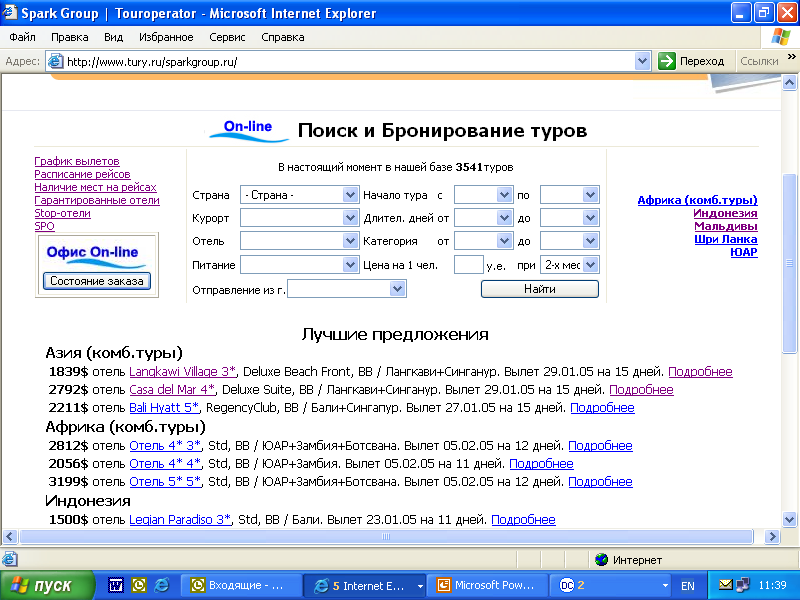 Spark Group | Touroperator - Microsoft Internet Explorer
Файл Правка Вид Избранное Сервис Справка
Адрес: http://www.tury.ru/sparkgroup.ru/ Переход Ссылки »
On-line Поиск и Бронирование туров
График вылетов
Расписание рейсов
Наличие мест на рейсах
Гарантированные отели
Stop-отели
SPO
Офис On-line
Состояние заказа
В настоящий момент в нашей базе 3541туров
Страна - Страна - Начало тура с по
Курорт Длител. дней от до
Отель Категория от до
Питание Цена на 1 чел. у.е. при 2-х мес
Отправление из г. Найти
Африка (комб.туры)
Индонезия
Мальдивы
Шри Ланка
ЮАР
Лучшие предложения
Азия (комб.туры)
1839$ отель Langkawi Village 3*, Deluxe Beach Front, BB / Лангкави+Синганур. Вылет 29.01.05 на 15 дней. Подробнее
2792$ отель Casa del Mar 4*, Deluxe Suite, BB / Лангкави+Синганур. Вылет 29.01.05 на 15 дней. Подробнее
2211$ отель Bali Hyatt 5*, RegencyClub, BB / Бали+Сингапур. Вылет 27.01.05 на 15 дней. Подробнее
Африка (комб.туры)
2812$ отель Отель 4* 3*, Std, BB / ЮАР+Замбия+Ботсвана. Вылет 05.02.05 на 12 дней. Подробнее
2056$ отель Отель 4* 4*, Std, BB / ЮАР+Замбия. Вылет 05.02.05 на 11 дней. Подробнее
3199$ отель Отель 5* 5*, Std, BB / ЮАР+Замбия+Ботсвана. Вылет 05.02.05 на 12 дней. Подробнее
Индонезия
1500$ отель Legian Paradiso 3*, Std, BB / Бали. Вылет 23.01.05 на 11 дней. Подробнее
Интернет
пуск Входящие - ... 5 Internet E... Microsoft Pow... DC 2 EN 11:39